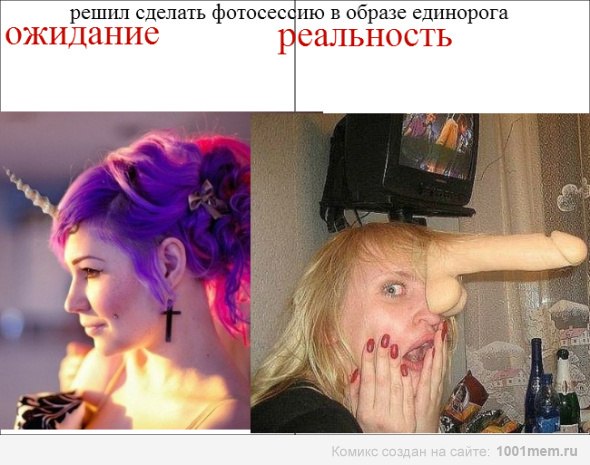 решил сделать фотосессию в образе единорога
ожидание
реальность
Комикс создан на сайте: 1001mem.ru